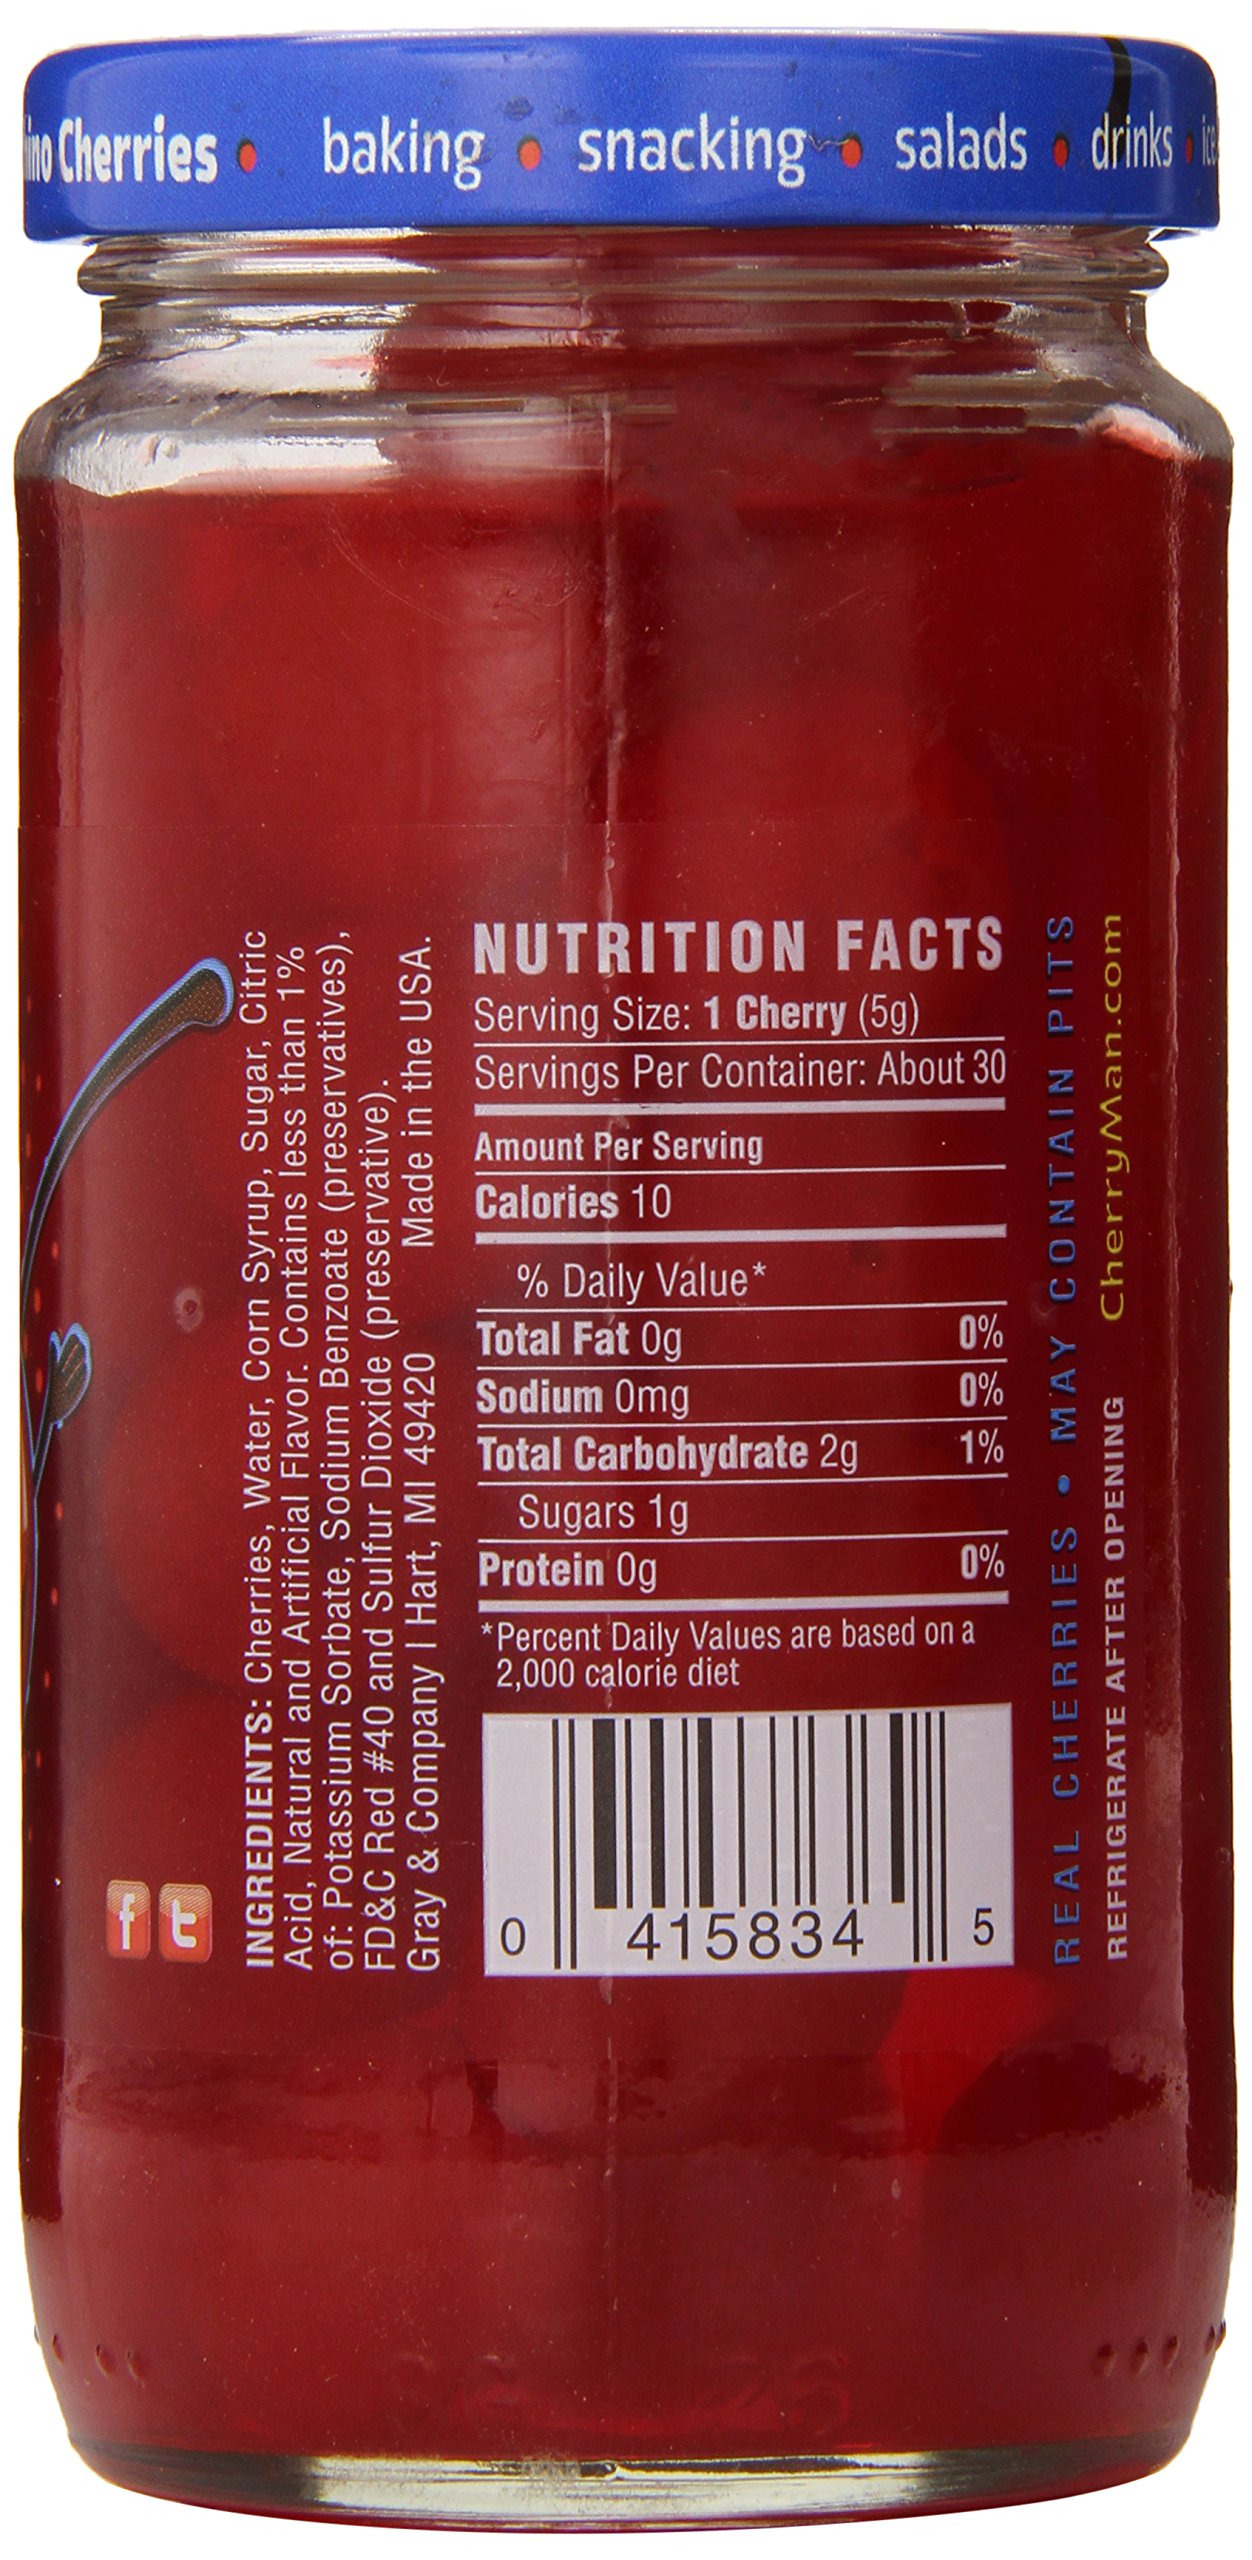 ino Cherries • baking • snacking • salads • drinks • ice
INGREDIENTS: Cherries, Water, Corn Syrup, Sugar, Citric
Acid, Natural and Artificial Flavor. Contains less than 1%
of: Potassium Sorbate, Sodium Benzoate (preservatives),
FD&C Red #40 and Sulfur Dioxide (preservative).
Gray & Company | Hart, MI 49420 Made in the USA.
NUTRITION FACTS
Serving Size: 1 Cherry (5g)
Servings Per Container: About 30
Amount Per Serving
Calories 10
% Daily Value*
Total Fat 0g 0%
Sodium 0mg 0%
Total Carbohydrate 2g 1%
Sugars 1g
Protein 0g 0%
*Percent Daily Values are based on a
2,000 calorie diet
0 415834 5
REAL CHERRIES • MAY CONTAIN PITS
REFRIGERATE AFTER OPENING CherryMan.com
f
t